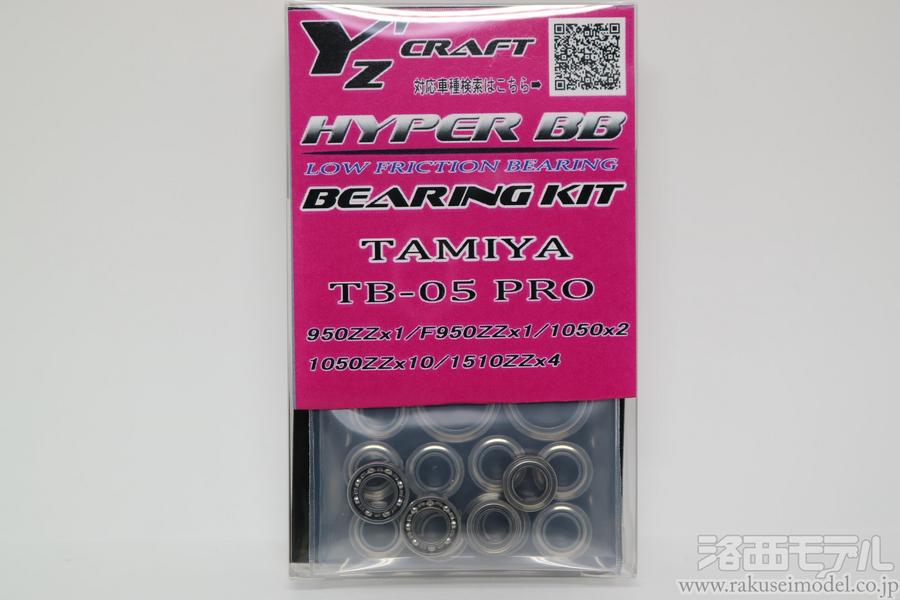 Yz' CRAFT
対応車種検索はこちら➡
HYPER BB
LOW FRICTION BEARING
BEARING KIT
TAMIYA
TB-05 PRO
950ZZx1/F950ZZx1/1050x2
1050ZZx10/1510ZZx4
洛西モデル
www.rakuseimodel.co.jp